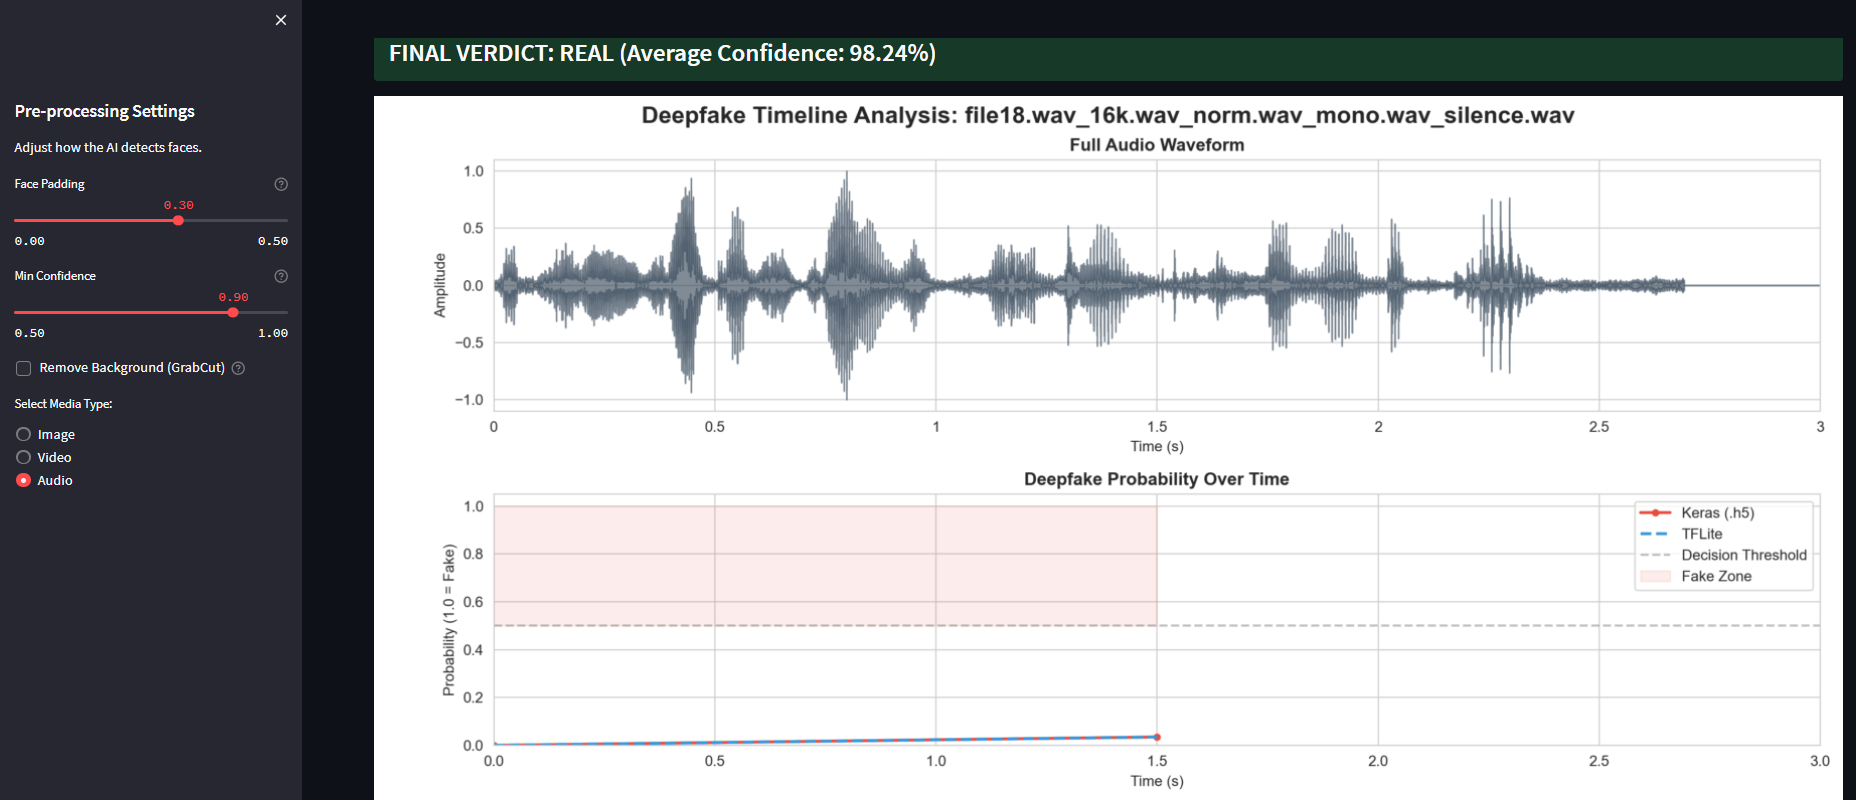 Pre-processing Settings
Adjust how the AI detects faces.
Face Padding
0.30
0.00 0.50
Min Confidence
0.90
0.50 1.00
Remove Background (GrabCut)
Select Media Type:
Image
Video
Audio
FINAL VERDICT: REAL (Average Confidence: 98.24%)
Deepfake Timeline Analysis: file18.wav_16k.wav_norm.wav_mono.wav_silence.wav
Full Audio Waveform
Amplitude
1.0
0.5
0.0
−0.5
−1.0
0 0.5 1 1.5 2 2.5 3
Time (s)
Deepfake Probability Over Time
Probability (1.0 = Fake)
1.0
0.8
0.6
0.4
0.2
0.0
Keras (.h5)
TFLite
Decision Threshold
Fake Zone
0.0 0.5 1.0 1.5 2.0 2.5 3.0
Time (s)